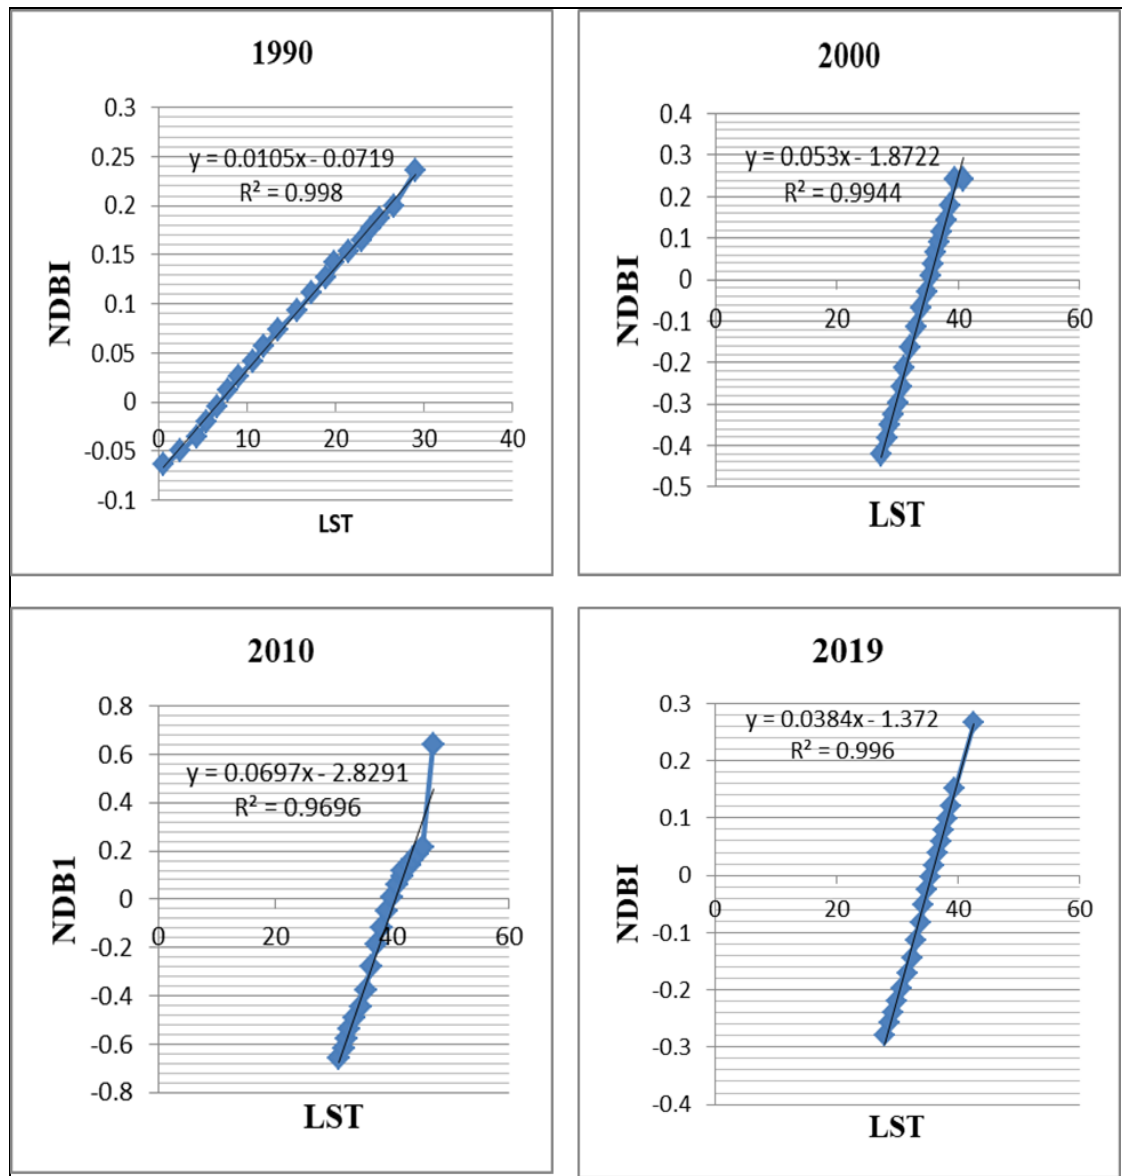 1990
0.3
0.25
0.2
0.15
0.1
0.05
0
-0.05
-0.1
y = 0.0105x - 0.0719
R² = 0.998
0 10 20 30 40
NDBI
LST
2000
0.4
0.3
0.2
0.1
0
-0.1
-0.2
-0.3
-0.4
-0.5
y = 0.053x - 1.8722
R² = 0.9944
0 20 40 60
NDBI
LST
2010
0.8
0.6
0.4
0.2
0
-0.2
-0.4
-0.6
-0.8
y = 0.0697x - 2.8291
R² = 0.9696
0 20 40 60
NDB1
LST
2019
0.3
0.2
0.1
0
-0.1
-0.2
-0.3
-0.4
y = 0.0384x - 1.372
R² = 0.996
0 20 40 60
NDBI
LST